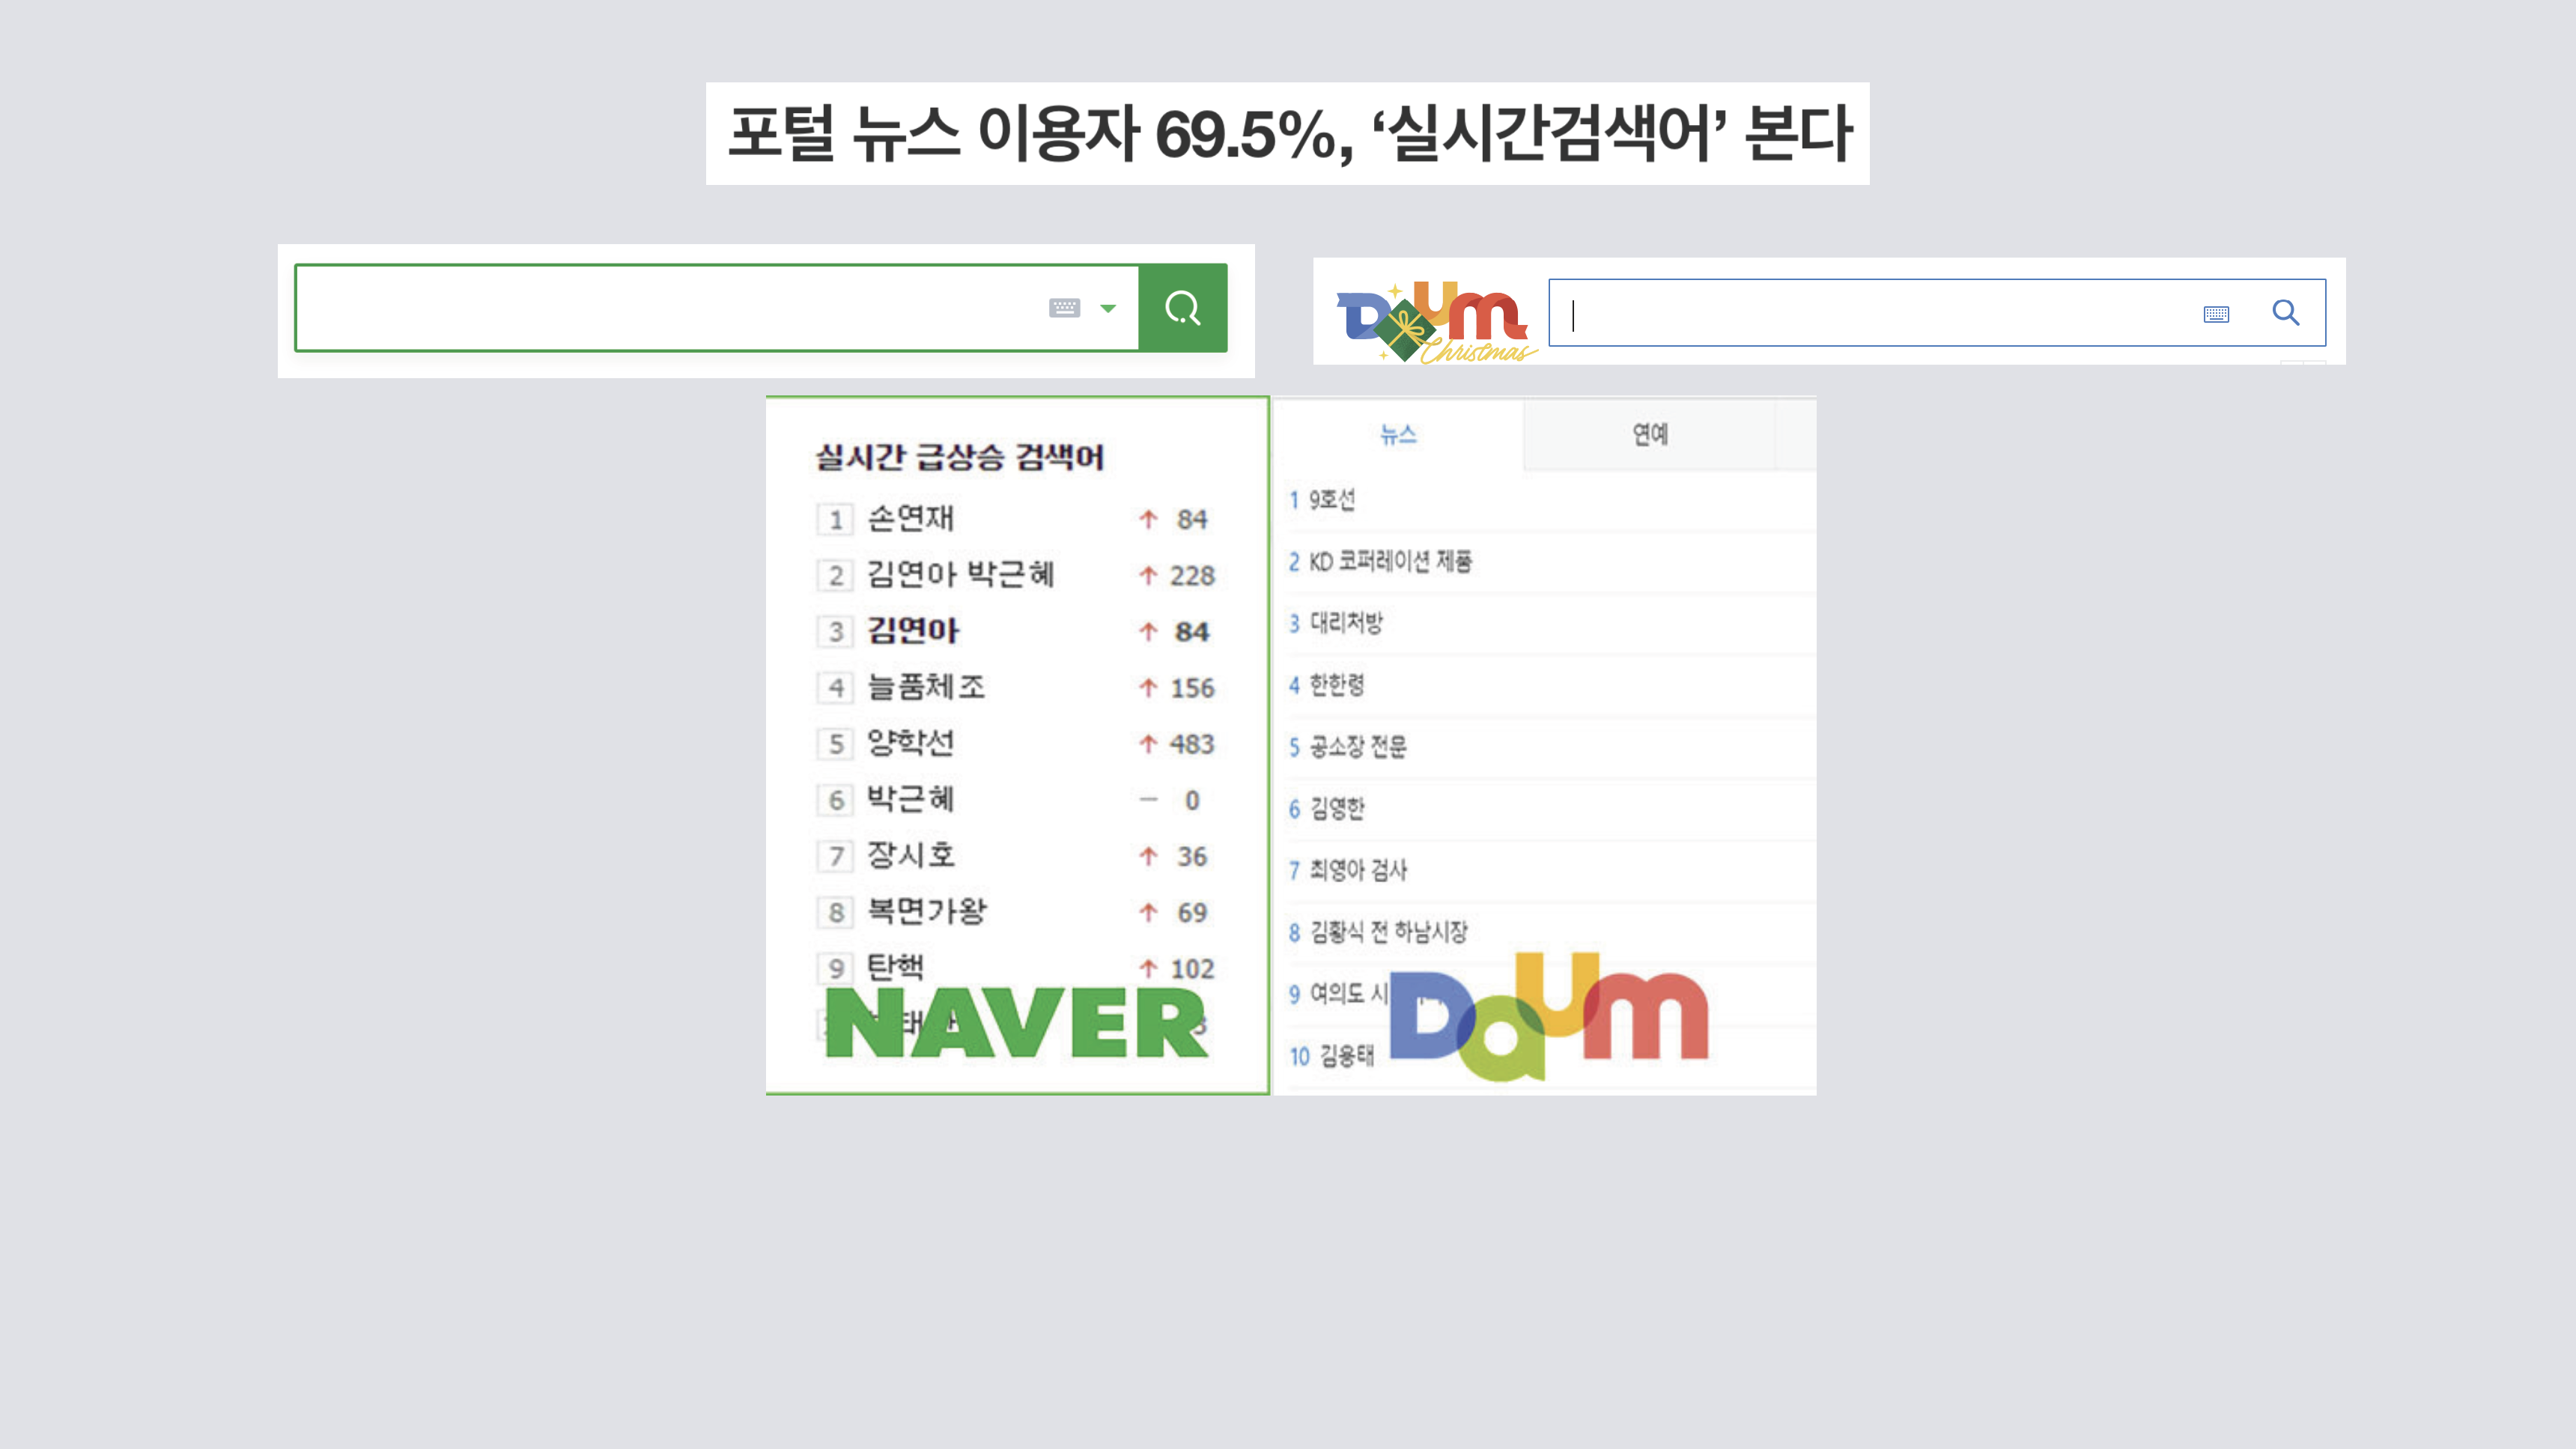 포털 뉴스 이용자 69.5%, ‘실시간검색어’ 본다
Daum
Christmas
실시간 급상승 검색어
1 손연재 ↑ 84
2 김연아 박근혜 ↑ 228
3 김연아 ↑ 84
4 늘품체조 ↑ 156
5 양학선 ↑ 483
6 박근혜 – 0
7 장시호 ↑ 36
8 복면가왕 ↑ 69
9 탄핵 ↑ 102
NAVER
뉴스 연예
1 9호선
2 KD 코퍼레이션 제품
3 대리처방
4 한한령
5 공소장 전문
6 김영한
7 최영아 검사
8 김황식 전 하남시장
9 여의도
10 김용태
Daum